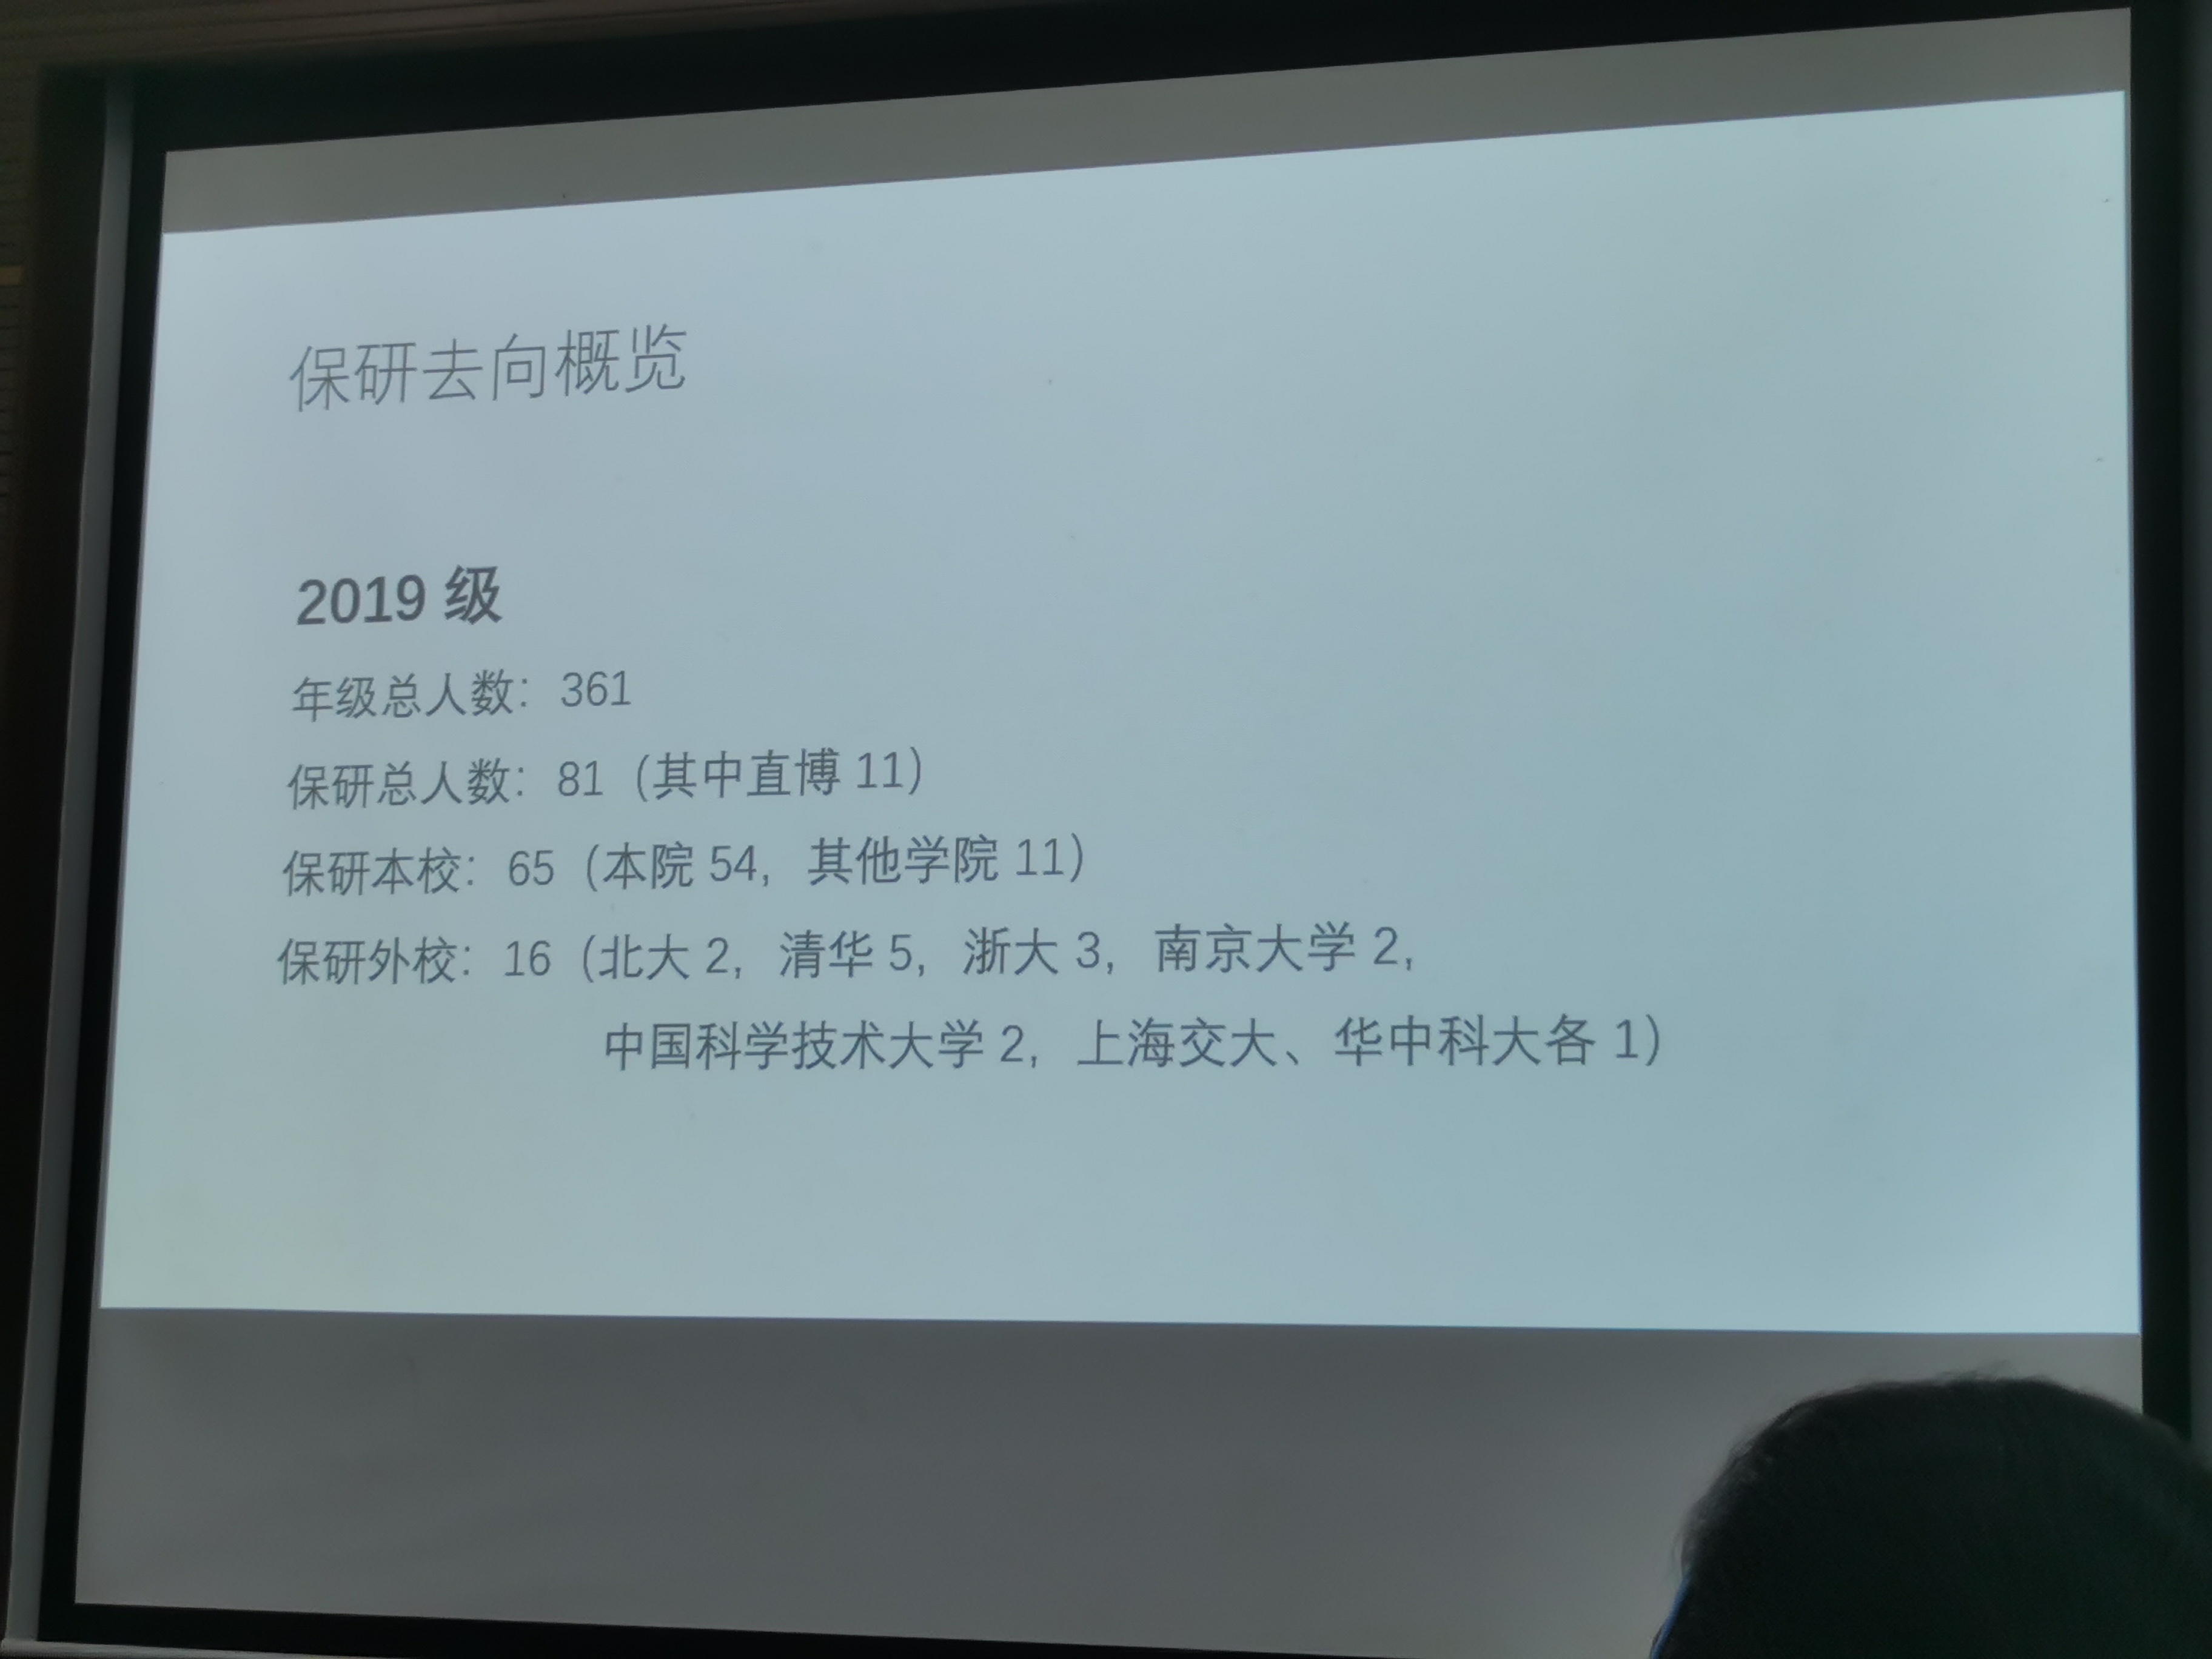 保研去向概览
2019 级
年级总人数：361
保研总人数：81（其中直博 11）
保研本校：65（本院 54，其他学院 11）
保研外校：16（北大 2，清华 5，浙大 3，南京大学 2，
中国科学技术大学 2，上海交大、华中科大各 1）